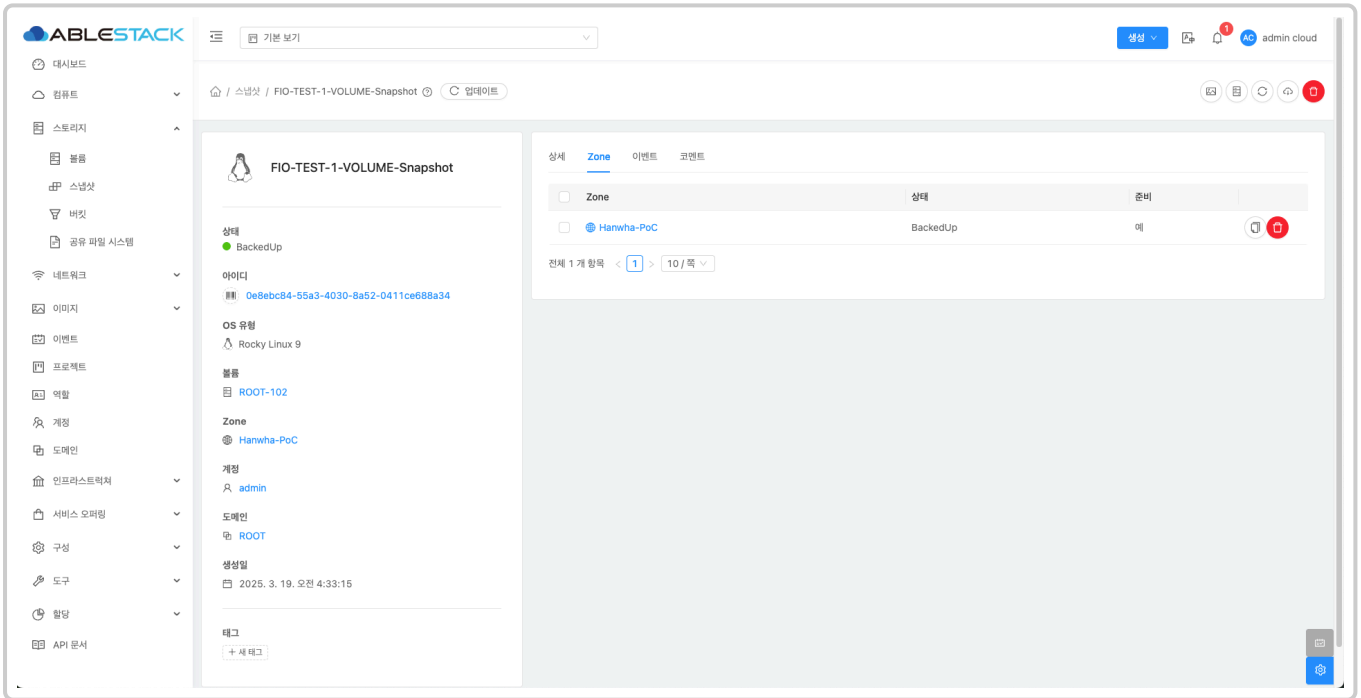 ABLESTACK
기본 보기
생성
1
AC
admin cloud
대시보드
컴퓨트
스토리지
볼륨
스냅샷
버킷
공유 파일 시스템
네트워크
이미지
이벤트
프로젝트
역할
계정
도메인
인프라스트럭쳐
서비스 오퍼링
구성
도구
할당
API 문서
/ 스냅샷 / FIO-TEST-1-VOLUME-Snapshot
업데이트
FIO-TEST-1-VOLUME-Snapshot
상태
BackedUp
아이디
0e8ebc84-55a3-4030-8a52-0411ce688a34
OS 유형
Rocky Linux 9
볼륨
ROOT-102
Zone
Hanwha-PoC
계정
admin
도메인
ROOT
생성일
2025. 3. 19. 오전 4:33:15
태그
+ 새 태그
상세 Zone 이벤트 코멘트
Zone 상태 준비
Hanwha-PoC BackedUp 예
전체 1 개 항목 < 1 > 10 / 쪽